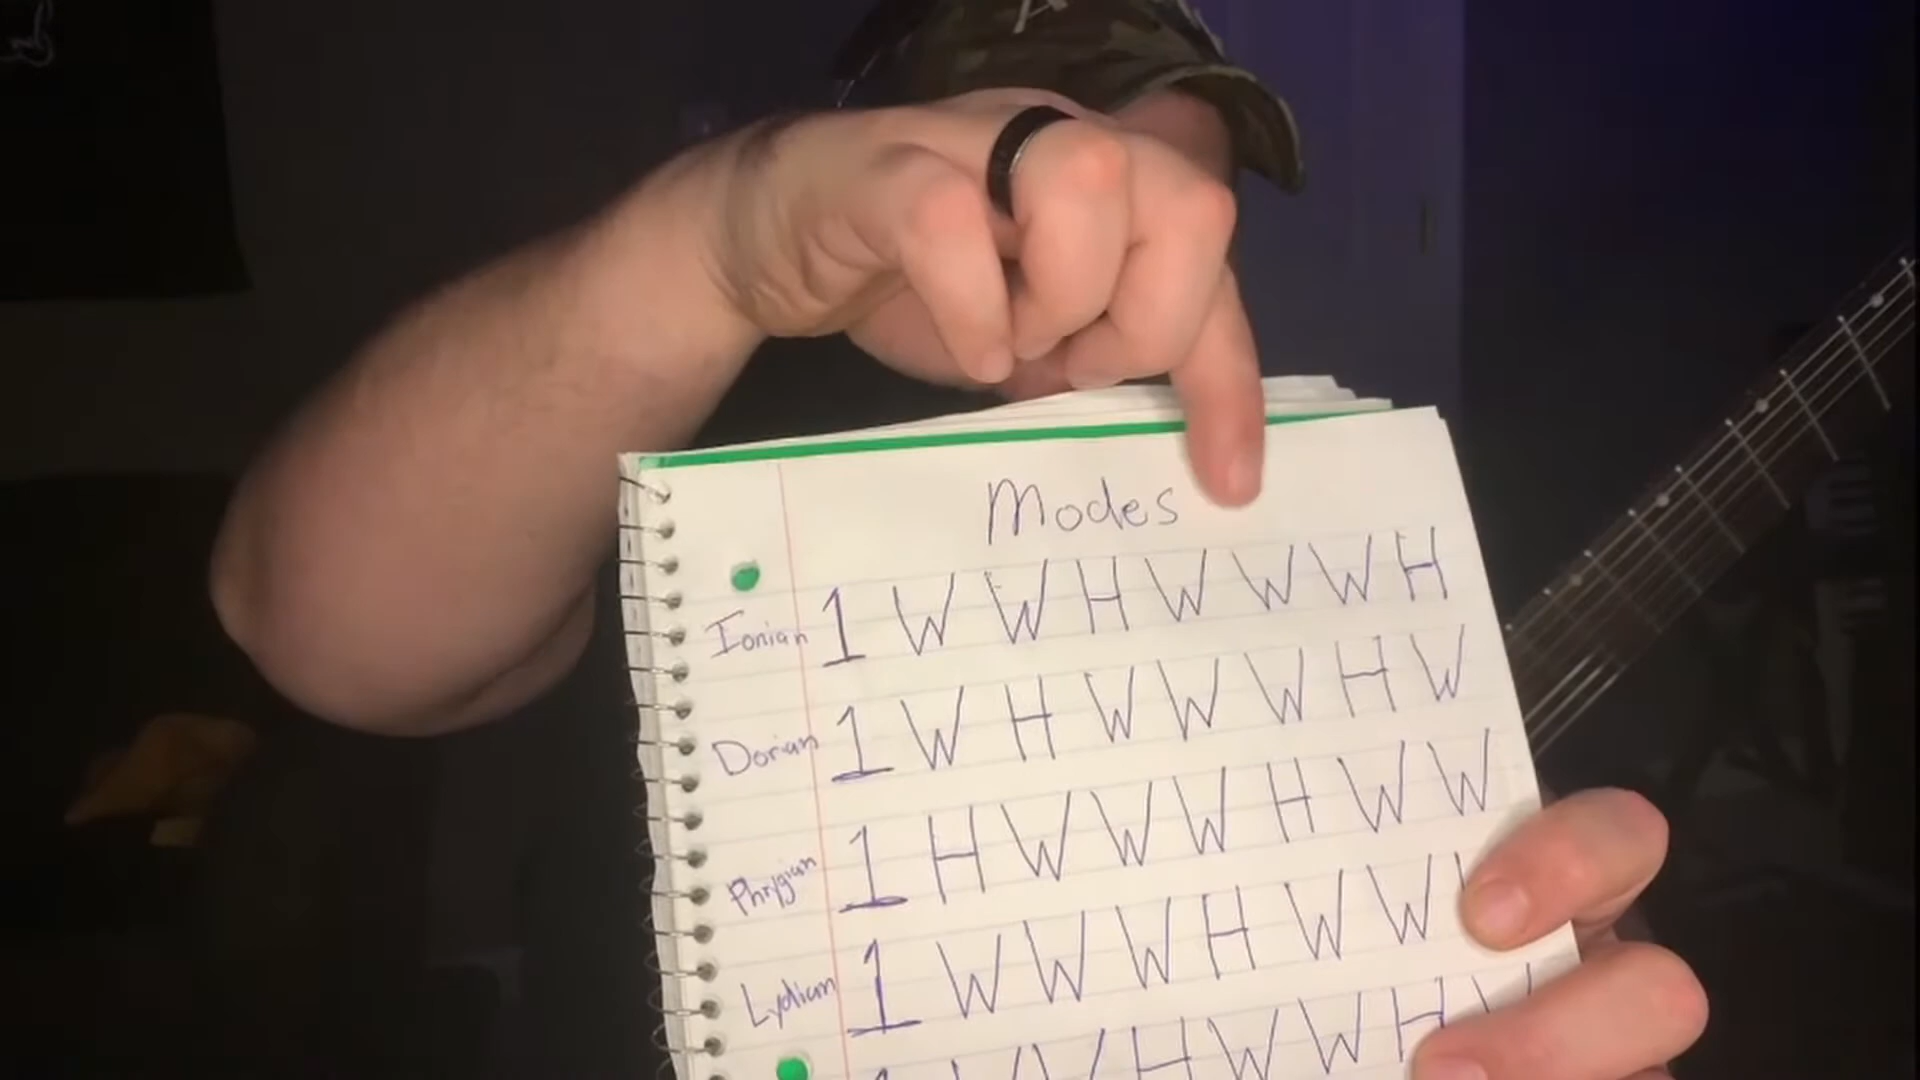 Modes
Ionian 1 W W H W W W H
Dorian 1 W H W W W H W
Phrygian 1 H W W W H W W
Lydian 1 W W W H W W
W H W W H W